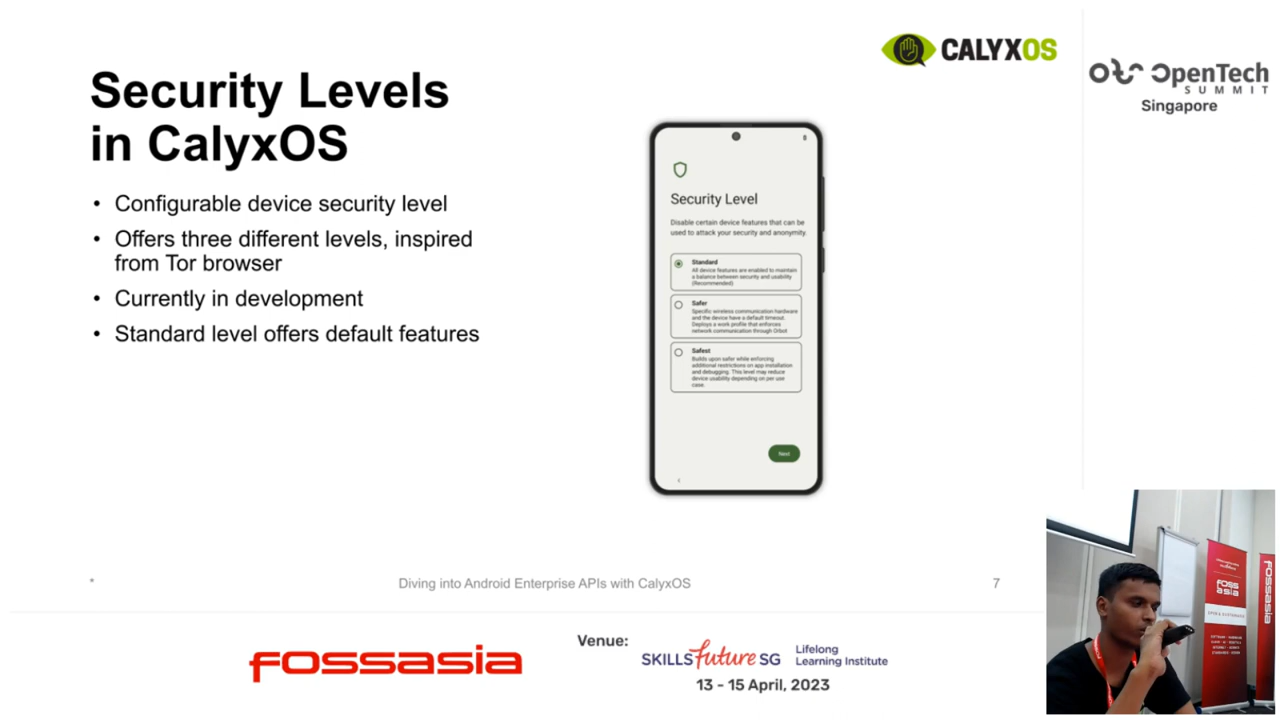 CALYXOS
OpenTech
SUMMIT
Singapore
Security Levels
in CalyxOS
• Configurable device security level
• Offers three different levels, inspired
from Tor browser
• Currently in development
• Standard level offers default features
Security Level
Disable certain device features that can be
used to attack your security and anonymity.
Standard
All device features are enabled to maintain
a balance between security and usability
(Recommended)
Safer
Specific wireless communication hardware
and the device have a default timeout.
Deploys a work profile that enforces
network communication through Orbot
Safest
Builds upon safer while enforcing
additional restrictions on app installation
and debugging. This level may reduce
device usability depending on per use
case.
Next
*
Diving into Android Enterprise APIs with CalyxOS
7
fossasia
Venue:
SKILLSfuture SG
Lifelong
Learning Institute
13 - 15 April, 2023
foss
asia
fossasia